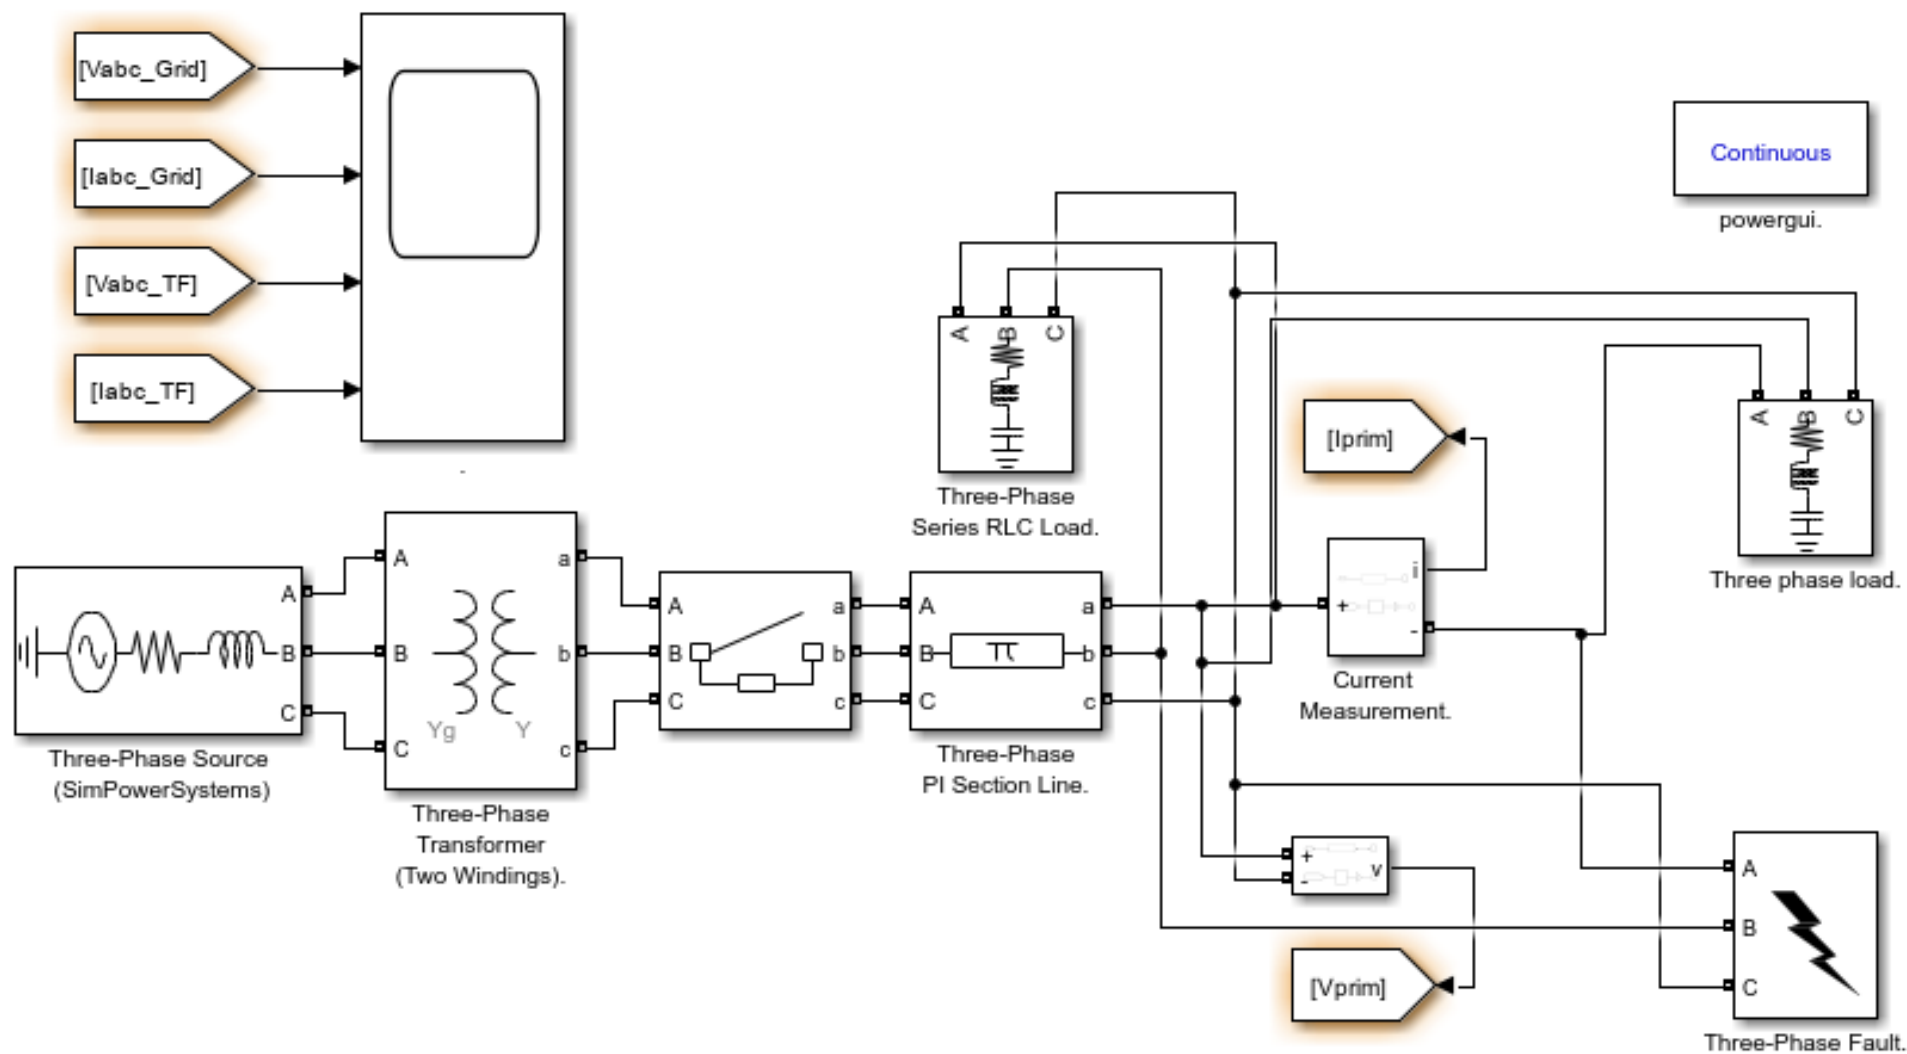 [Vabc_Grid]
[Iabc_Grid]
[Vabc_TF]
[Iabc_TF]
Continuous
powergui.
A B C
Three-Phase
Series RLC Load.
[Iprim]
A B C
Three phase load.
A
B
C
Three-Phase Source
(SimPowerSystems)
A a
B b
C c
Yg Y
Three-Phase
Transformer
(Two Windings).
A a
B b
C c
A a
B π b
C c
Three-Phase
PI Section Line.
i
+
-
Current
Measurement.
+
-
v
[Vprim]
A
B
C
Three-Phase Fault.